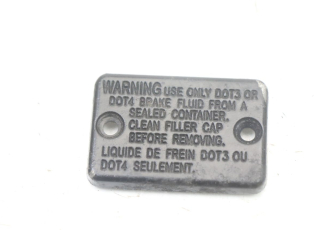 WARNING USE ONLY DOT3 OR
DOT4 BRAKE FLUID FROM A
SEALED CONTAINER.
CLEAN FILLER CAP
BEFORE REMOVING.
LIQUIDE DE FREIN DOT3 OU
DOT4 SEULEMENT.